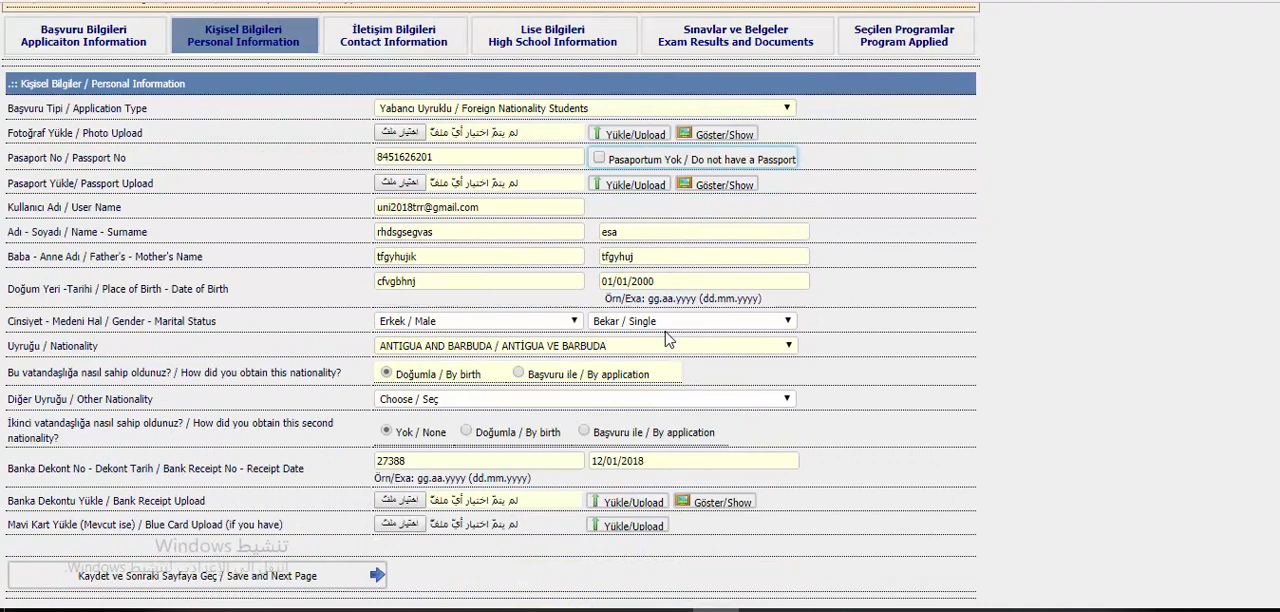 Başvuru Bilgileri
Applicaiton Information
Kişisel Bilgileri
Personal Information
İletişim Bilgileri
Contact Information
Lise Bilgileri
High School Information
Sınavlar ve Belgeler
Exam Results and Documents
Seçilen Programlar
Program Applied
.:: Kişisel Bilgiler / Personal Information
Başvuru Tipi / Application Type Yabancı Uyruklu / Foreign Nationality Students
Fotoğraf Yükle / Photo Upload اختيار ملفّ لم يتمّ اختيار أيّ ملفّ Yükle/Upload Göster/Show
Pasaport No / Passport No 8451626201 Pasaportum Yok / Do not have a Passport
Pasaport Yükle/ Passport Upload اختيار ملفّ لم يتمّ اختيار أيّ ملفّ Yükle/Upload Göster/Show
Kullanıcı Adı / User Name uni2018trr@gmail.com
Adı - Soyadı / Name - Surname rhdsgsegvas esa
Baba - Anne Adı / Father's - Mother's Name tfgyhujık tfgyhuj
Doğum Yeri -Tarihi / Place of Birth - Date of Birth cfvgbhnj 01/01/2000
Örn/Exa: gg.aa.yyyy (dd.mm.yyyy)
Cinsiyet - Medeni Hal / Gender - Marital Status Erkek / Male Bekar / Single
Uyruğu / Nationality ANTIGUA AND BARBUDA / ANTİGUA VE BARBUDA
Bu vatandaşlığa nasıl sahip oldunuz? / How did you obtain this nationality? Doğumla / By birth Başvuru ile / By application
Diğer Uyruğu / Other Nationality Choose / Seç
İkinci vatandaşlığa nasıl sahip oldunuz? / How did you obtain this second
nationality? Yok / None Doğumla / By birth Başvuru ile / By application
Banka Dekont No - Dekont Tarih / Bank Receipt No - Receipt Date 27388 12/01/2018
Örn/Exa: gg.aa.yyyy (dd.mm.yyyy)
Banka Dekontu Yükle / Bank Receipt Upload اختيار ملفّ لم يتمّ اختيار أيّ ملفّ Yükle/Upload Göster/Show
Mavi Kart Yükle (Mevcut ise) / Blue Card Upload (if you have) اختيار ملفّ لم يتمّ اختيار أيّ ملفّ Yükle/Upload
تنشيط Windows
انتقل إلى الإعدادات لتنشيط Windows.
Kaydet ve Sonraki Sayfaya Geç / Save and Next Page